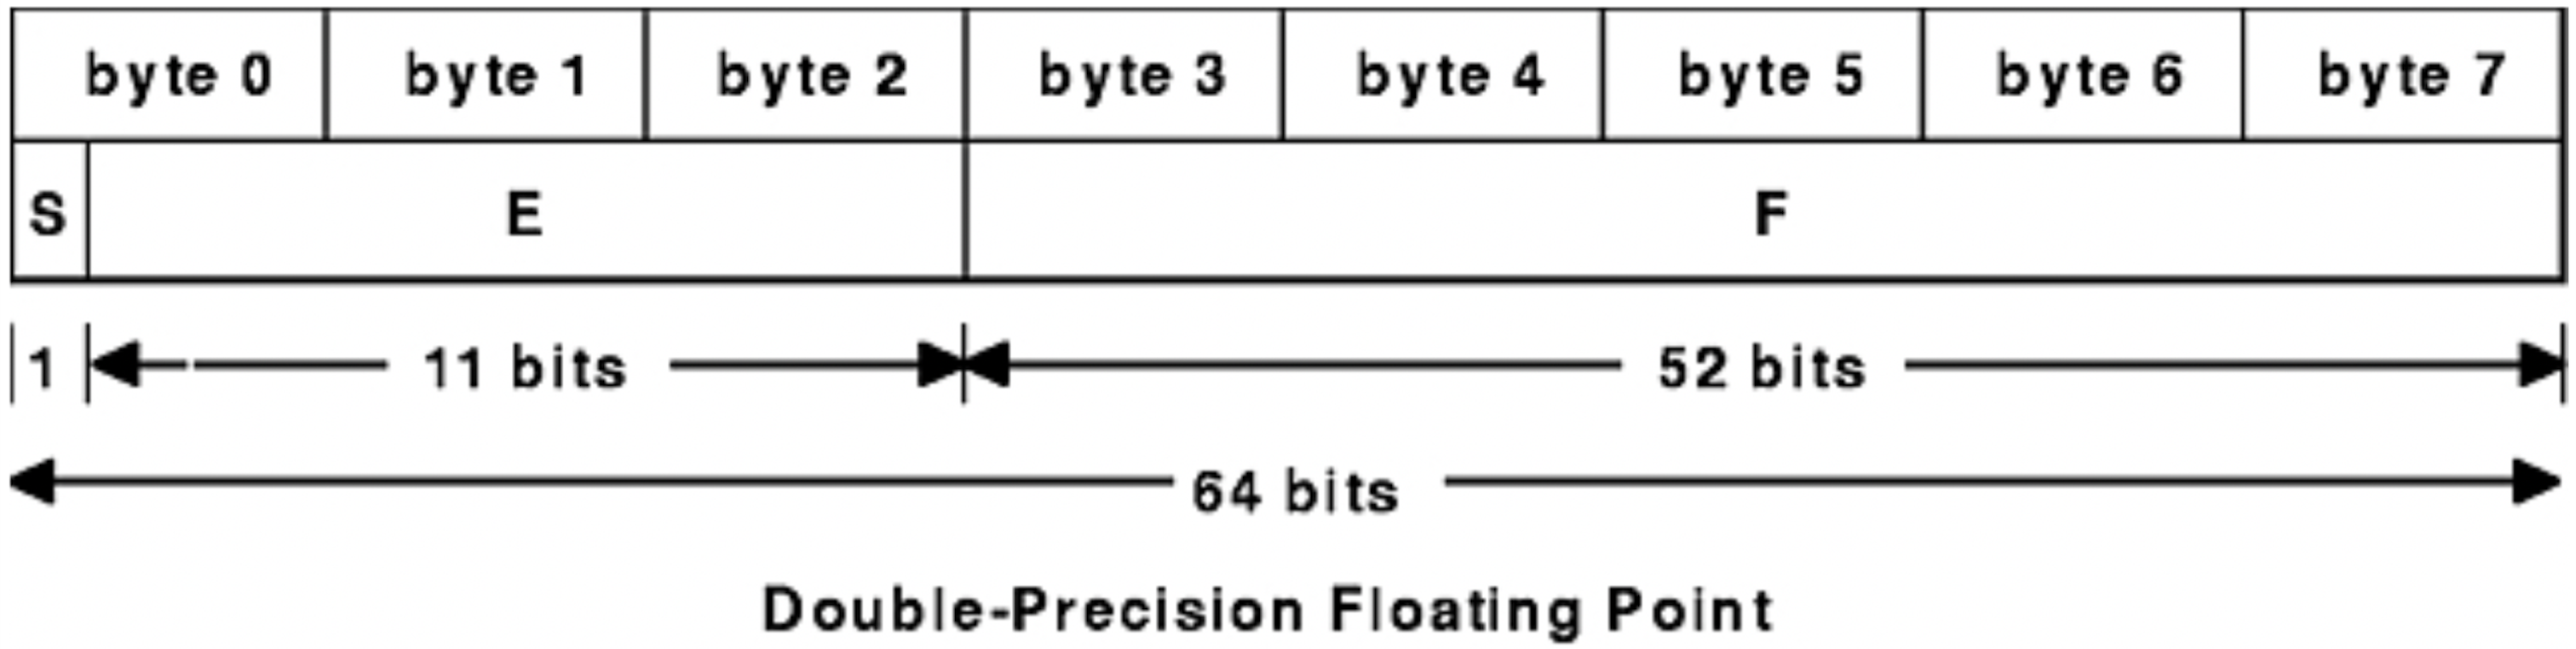 byte 0 byte 1 byte 2 byte 3 byte 4 byte 5 byte 6 byte 7
S E F
1 11 bits 52 bits
64 bits
Double-Precision Floating Point